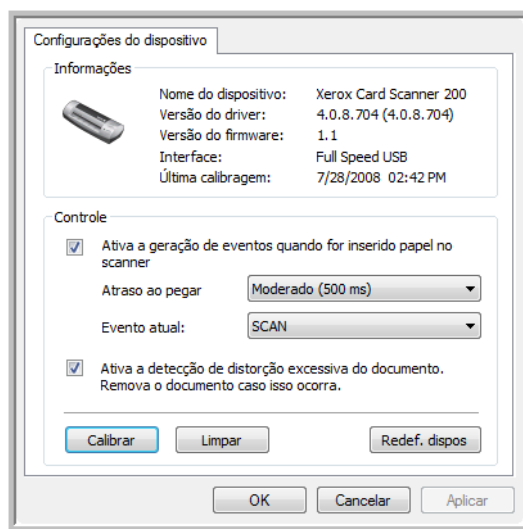 Configurações do dispositivo
Informações
Nome do dispositivo: Xerox Card Scanner 200
Versão do driver: 4.0.8.704 (4.0.8.704)
Versão do firmware: 1.1
Interface: Full Speed USB
Última calibragem: 7/28/2008 02:42 PM
Controle
Ativa a geração de eventos quando for inserido papel no
scanner
Atraso ao pegar Moderado (500 ms)
Evento atual: SCAN
Ativa a detecção de distorção excessiva do documento.
Remova o documento caso isso ocorra.
Calibrar Limpar Redef. dispos
OK Cancelar Aplicar